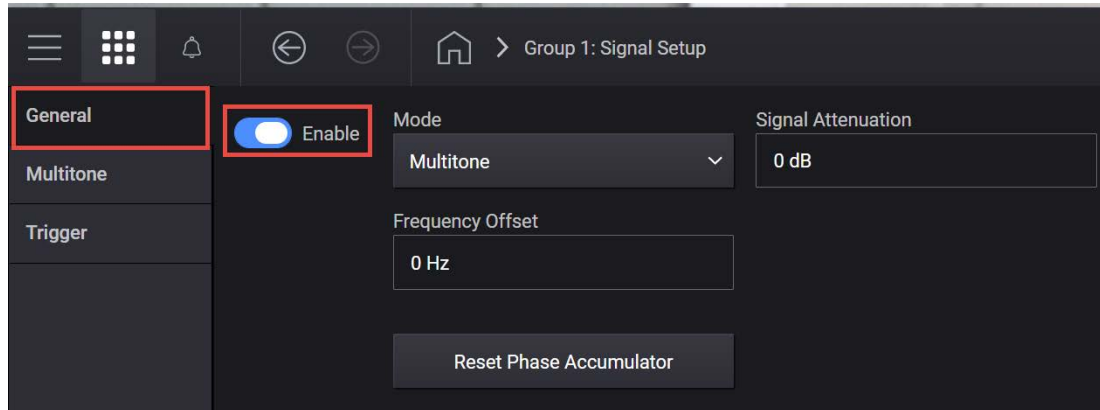 Group 1: Signal Setup
General
Multitone
Trigger
Enable
Mode
Multitone
Signal Attenuation
0 dB
Frequency Offset
0 Hz
Reset Phase Accumulator